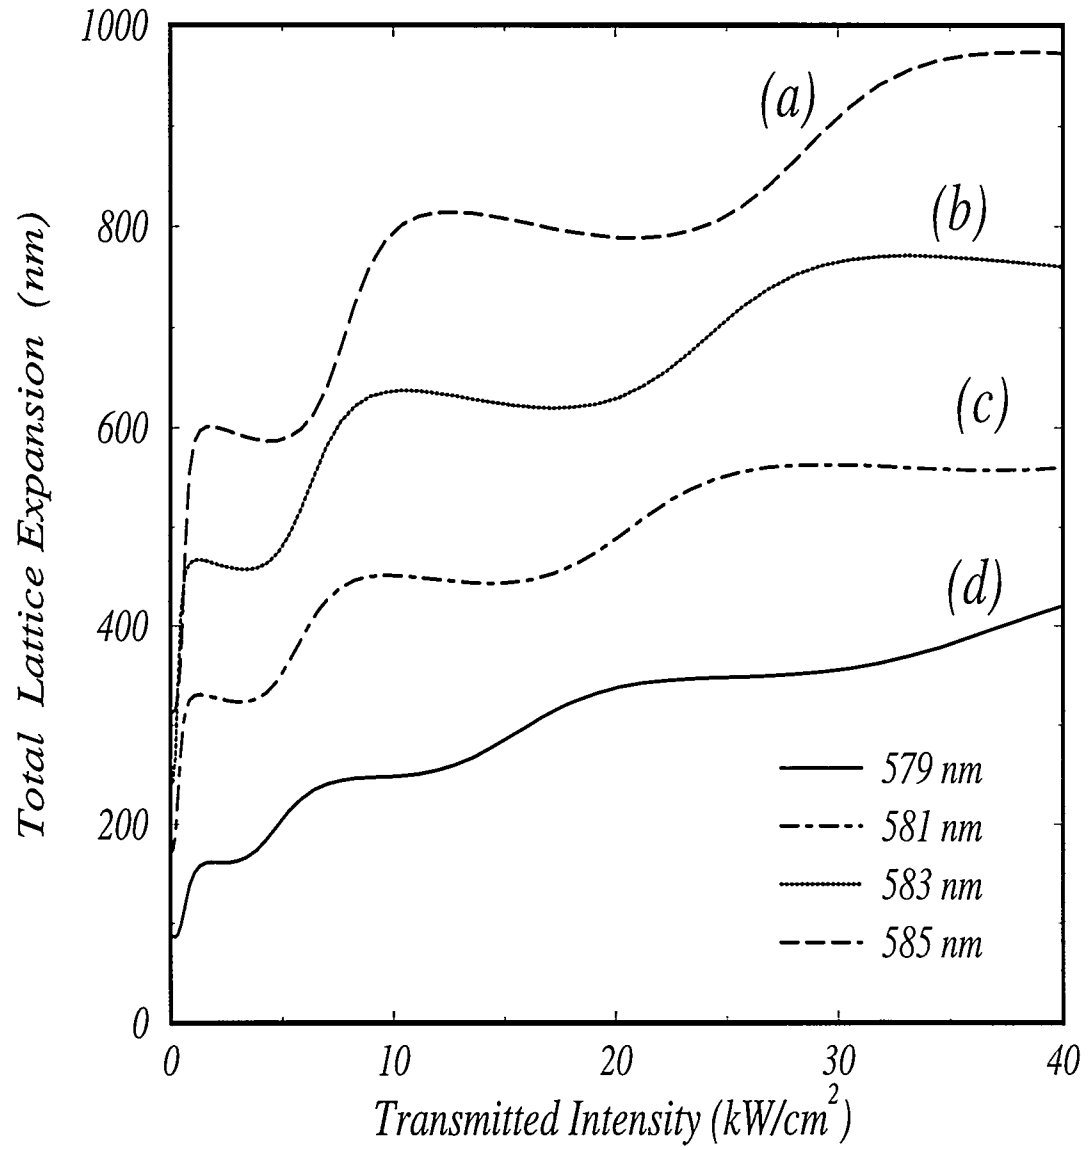 1000
800
600
400
200
0
Total Lattice Expansion (nm)
(a)
(b)
(c)
(d)
579 nm
581 nm
583 nm
585 nm
0 10 20 30 40
Transmitted Intensity (kW/cm²)